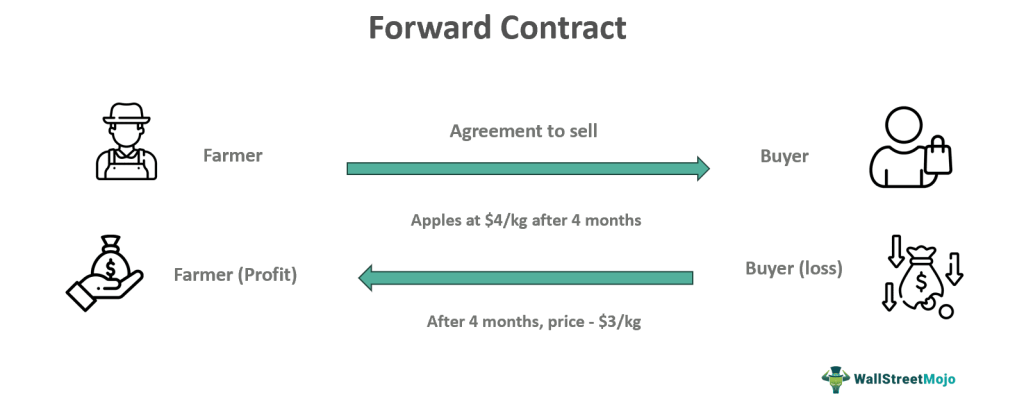 Forward Contract
Agreement to sell
Farmer
Buyer
Apples at $4/kg after 4 months
Farmer (Profit)
Buyer (loss)
$
$
After 4 months, price - $3/kg
WallStreetMojo